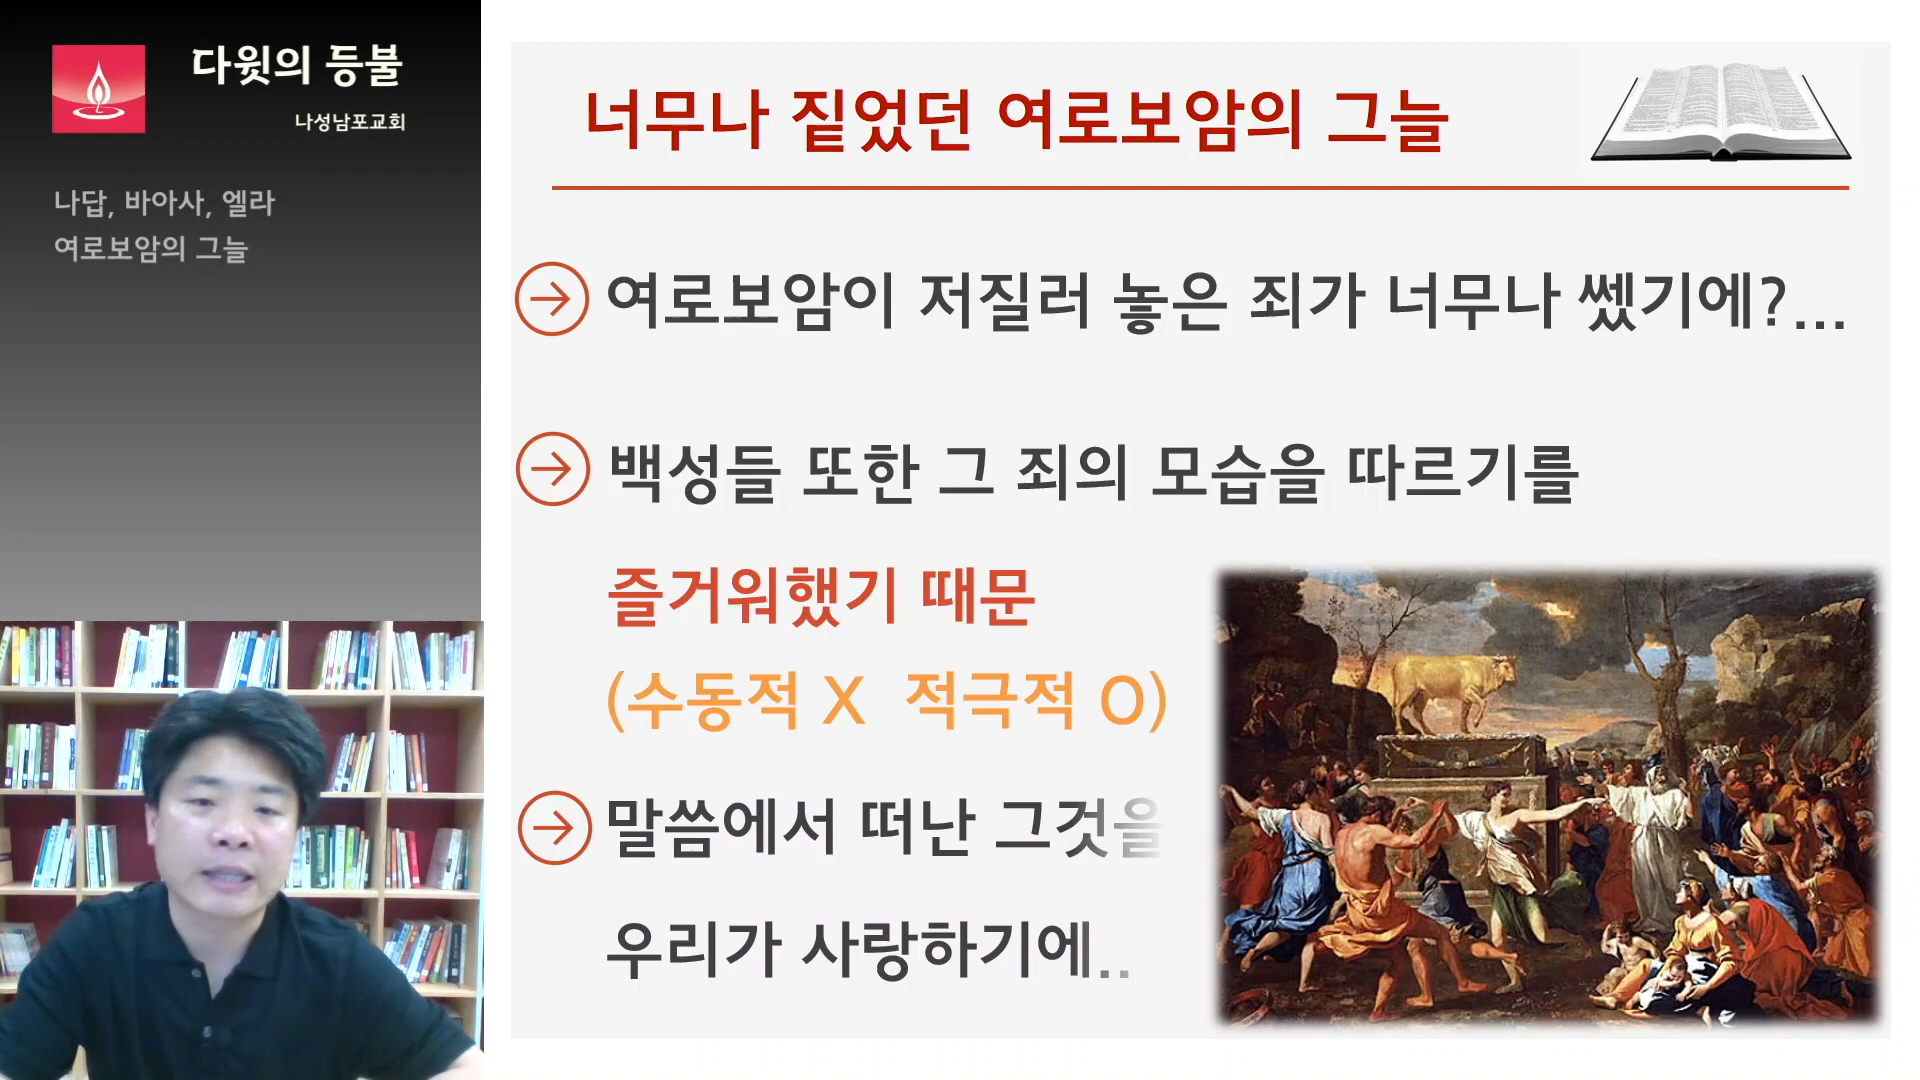 다윗의 등불
나성남포교회
나답, 바아사, 엘라
여로보암의 그늘
너무나 짙었던 여로보암의 그늘
여로보암이 저질러 놓은 죄가 너무나 쎘기에?...
백성들 또한 그 죄의 모습을 따르기를
즐거워했기 때문
(수동적 X 적극적 O)
말씀에서 떠난 그것을
우리가 사랑하기에..